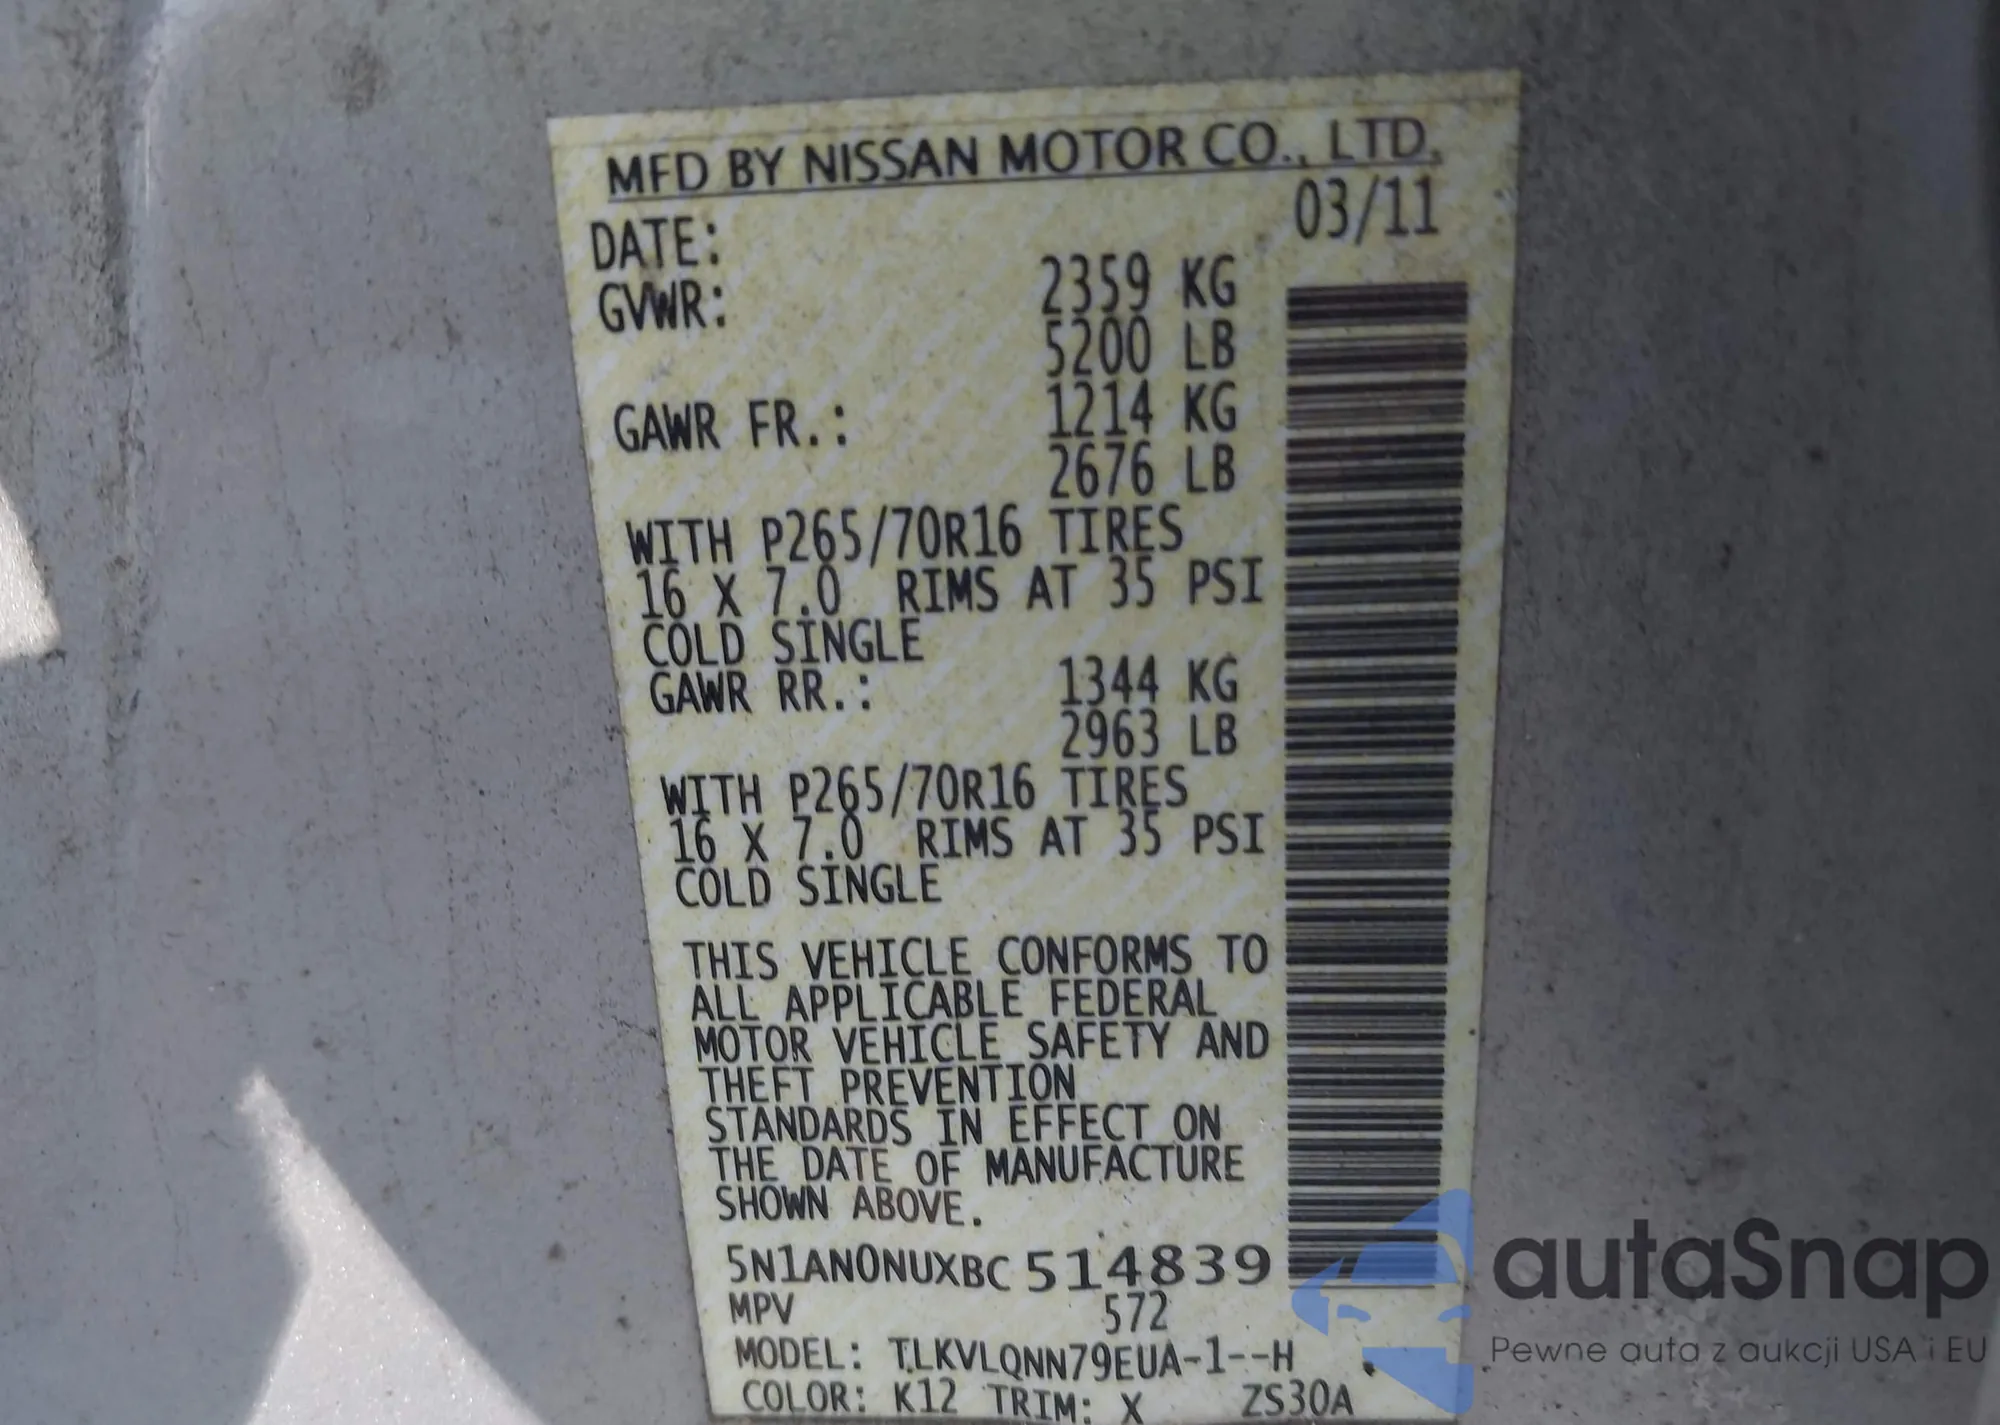 MFD BY NISSAN MOTOR CO., LTD.
DATE: 03/11
GVWR: 2359 KG
5200 LB
GAWR FR.: 1214 KG
2676 LB
WITH P265/70R16 TIRES
16 X 7.0 RIMS AT 35 PSI
COLD SINGLE
GAWR RR.: 1344 KG
2963 LB
WITH P265/70R16 TIRES
16 X 7.0 RIMS AT 35 PSI
COLD SINGLE
THIS VEHICLE CONFORMS TO
ALL APPLICABLE FEDERAL
MOTOR VEHICLE SAFETY AND
THEFT PREVENTION
STANDARDS IN EFFECT ON
THE DATE OF MANUFACTURE
SHOWN ABOVE.
5N1AN0NUXBC 514839
MPV 572
MODEL: TLKVLQNN79EUA-1--H
COLOR: K12 TRIM: X ZS30A
autaSnap
Pewne auta z aukcji USA i EU